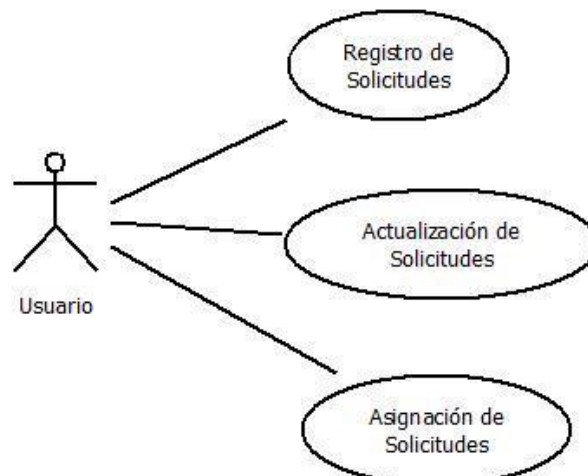 Registro de
Solicitudes
Actualización de
Solicitudes
Usuario
Asignación de
Solicitudes